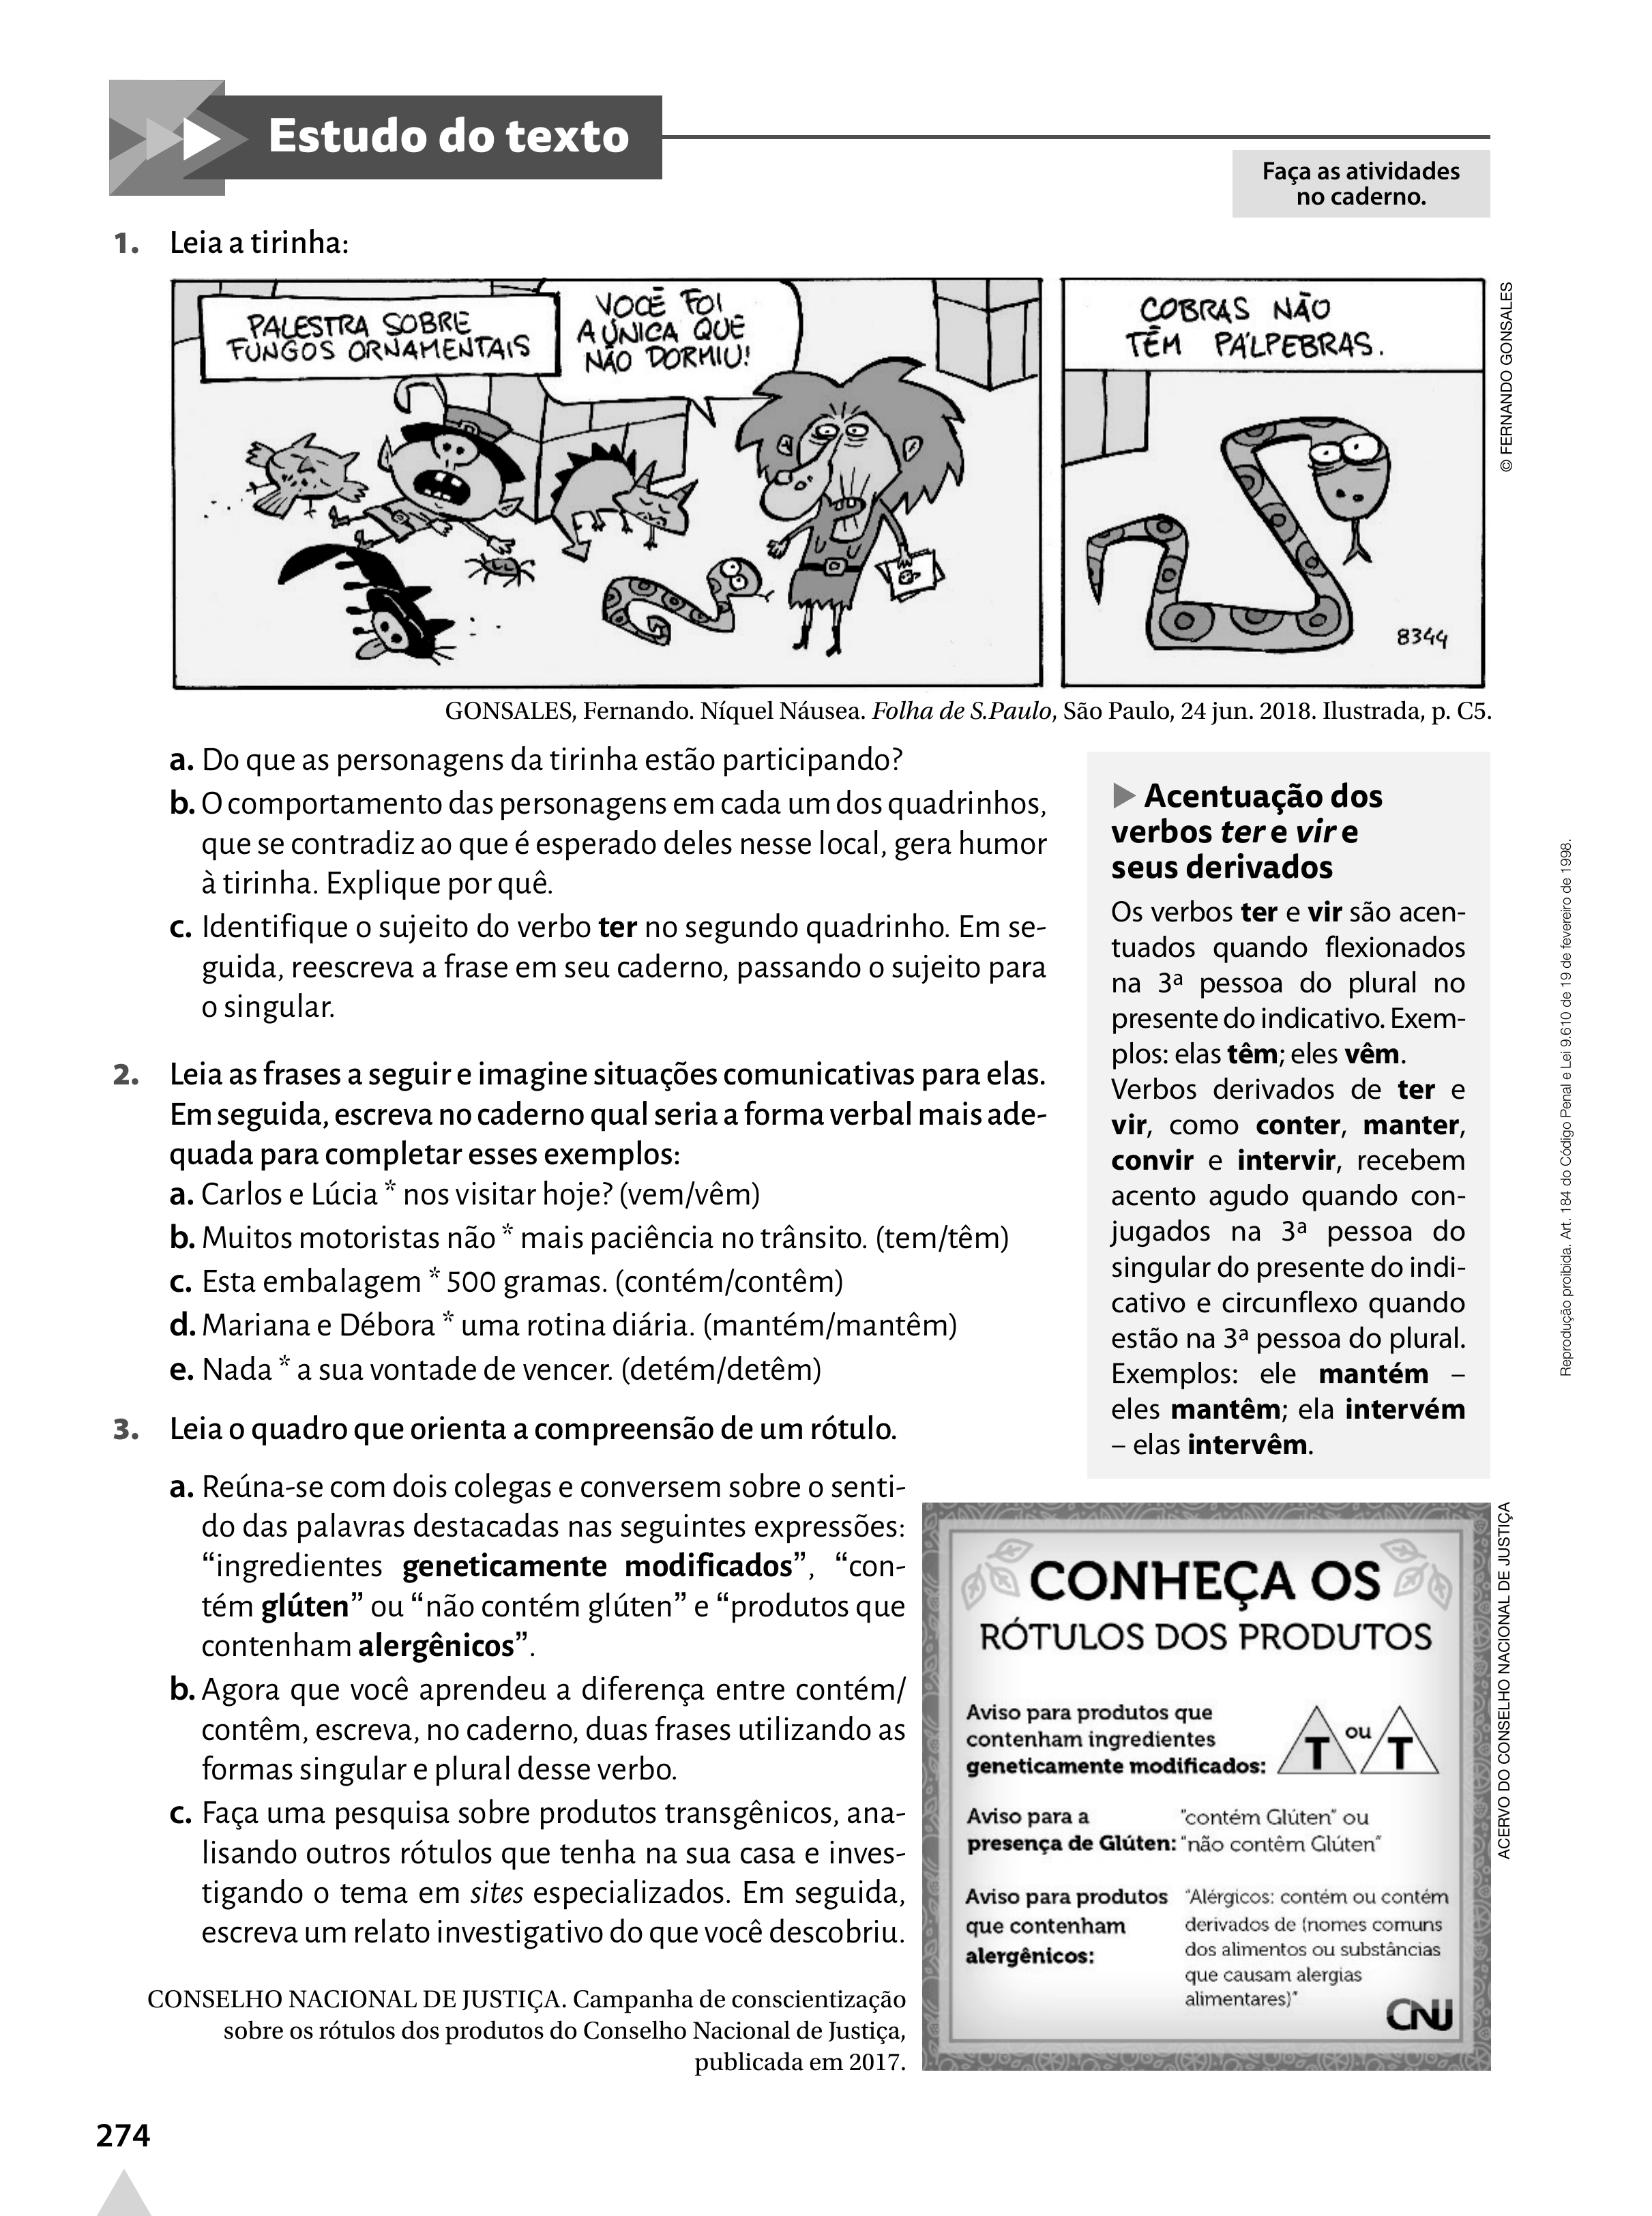 Estudo do texto
Faça as atividades
no caderno.
1. Leia a tirinha:
PALESTRA SOBRE
FUNGOS ORNAMENTAIS
VOCÊ FOI
A ÚNICA QUE
NÃO DORMIU!
COBRAS NÃO
TÊM PÁLPEBRAS.
8344
© FERNANDO GONSALES
GONSALES, Fernando. Níquel Náusea. Folha de S.Paulo, São Paulo, 24 jun. 2018. Ilustrada, p. C5.
a. Do que as personagens da tirinha estão participando?
b. O comportamento das personagens em cada um dos quadrinhos,
que se contradiz ao que é esperado deles nesse local, gera humor
à tirinha. Explique por quê.
c. Identifique o sujeito do verbo ter no segundo quadrinho. Em se-
guida, reescreva a frase em seu caderno, passando o sujeito para
o singular.
2. Leia as frases a seguir e imagine situações comunicativas para elas.
Em seguida, escreva no caderno qual seria a forma verbal mais ade-
quada para completar esses exemplos:
a. Carlos e Lúcia * nos visitar hoje? (vem/vêm)
b. Muitos motoristas não * mais paciência no trânsito. (tem/têm)
c. Esta embalagem * 500 gramas. (contém/contêm)
d. Mariana e Débora * uma rotina diária. (mantém/mantêm)
e. Nada * a sua vontade de vencer. (detém/detêm)
▶ Acentuação dos
verbos ter e vir e
seus derivados
Os verbos ter e vir são acen-
tuados quando flexionados
na 3ª pessoa do plural no
presente do indicativo. Exem-
plos: elas têm; eles vêm.
Verbos derivados de ter e
vir, como conter, manter,
convir e intervir, recebem
acento agudo quando con-
jugados na 3ª pessoa do
singular do presente do indi-
cativo e circunflexo quando
estão na 3ª pessoa do plural.
Exemplos: ele mantém –
eles mantêm; ela intervém
– elas intervêm.
Reprodução proibida. Art. 184 do Código Penal e Lei 9.610 de 19 de fevereiro de 1998.
3. Leia o quadro que orienta a compreensão de um rótulo.
a. Reúna-se com dois colegas e conversem sobre o senti-
do das palavras destacadas nas seguintes expressões:
“ingredientes geneticamente modificados”, “con-
tém glúten” ou “não contém glúten” e “produtos que
contenham alergênicos”.
b. Agora que você aprendeu a diferença entre contém/
contêm, escreva, no caderno, duas frases utilizando as
formas singular e plural desse verbo.
c. Faça uma pesquisa sobre produtos transgênicos, ana-
lisando outros rótulos que tenha na sua casa e inves-
tigando o tema em sites especializados. Em seguida,
escreva um relato investigativo do que você descobriu.
CONSELHO NACIONAL DE JUSTIÇA. Campanha de conscientização
sobre os rótulos dos produtos do Conselho Nacional de Justiça,
publicada em 2017.
CONHEÇA OS
RÓTULOS DOS PRODUTOS
Aviso para produtos que
contenham ingredientes
geneticamente modificados: T ou T
Aviso para a "contém Glúten" ou
presença de Glúten: "não contêm Glúten"
Aviso para produtos "Alérgicos: contém ou contém
que contenham derivados de (nomes comuns
alergênicos: dos alimentos ou substâncias
que causam alergias
alimentares)"
CNJ
ACERVO DO CONSELHO NACIONAL DE JUSTIÇA
274